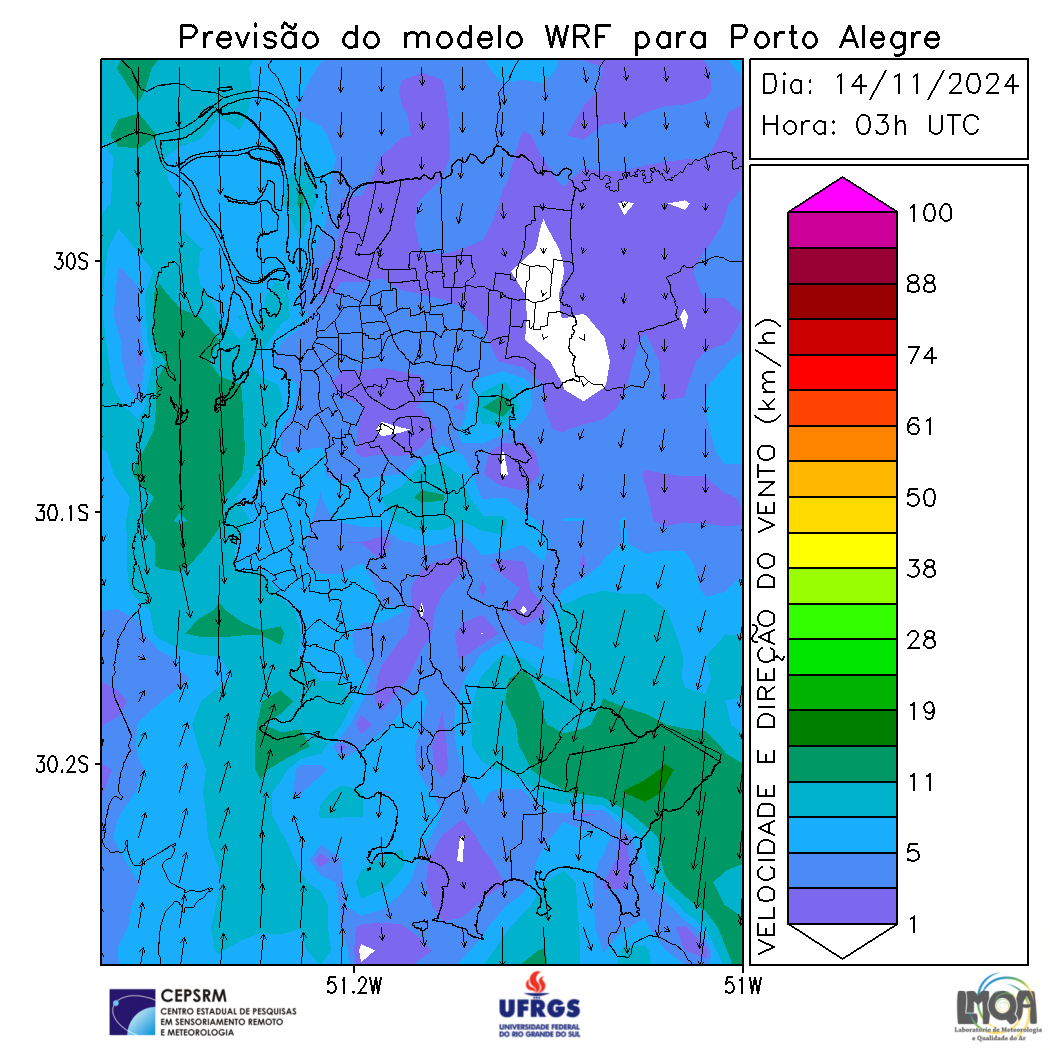 Previsão do modelo WRF para Porto Alegre
Dia: 14/11/2024
Hora: 03h UTC
30S
30.1S
30.2S
51.2W
51W
VELOCIDADE E DIREÇÃO DO VENTO (km/h)
100
88
74
61
50
38
28
19
11
5
1
CEPSRM
CENTRO ESTADUAL DE PESQUISAS
EM SENSORIAMENTO REMOTO
E METEOROLOGIA
UFRGS
UNIVERSIDADE FEDERAL
DO RIO GRANDE DO SUL
LMQA
Laboratório de Meteorologia
e Qualidade do Ar